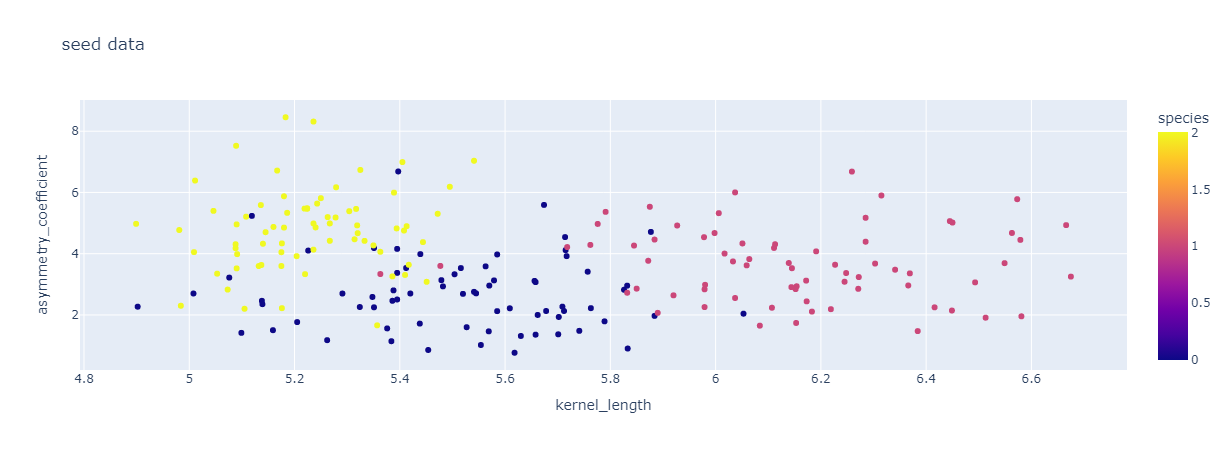 seed data
species
2
1.5
1
0.5
0
asymmetry_coefficient
8
6
4
2
4.8 5 5.2 5.4 5.6 5.8 6 6.2 6.4 6.6
kernel_length